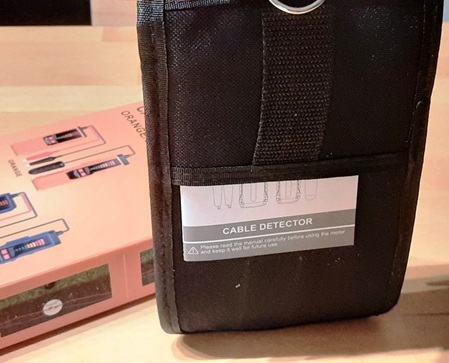 ORANGE
ORANGE
CABLE DETECTOR
Please read the manual carefully before using the meter
and keep it well for future use